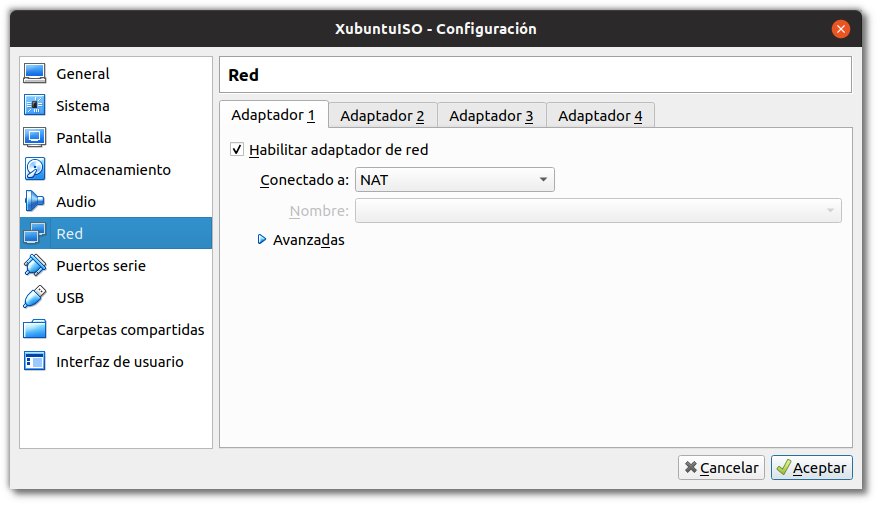 XubuntuISO - Configuración
General
Sistema
Pantalla
Almacenamiento
Audio
Red
Puertos serie
USB
Carpetas compartidas
Interfaz de usuario
Red
Adaptador 1 Adaptador 2 Adaptador 3 Adaptador 4
Habilitar adaptador de red
Conectado a: NAT
Nombre:
Avanzadas
Cancelar Aceptar